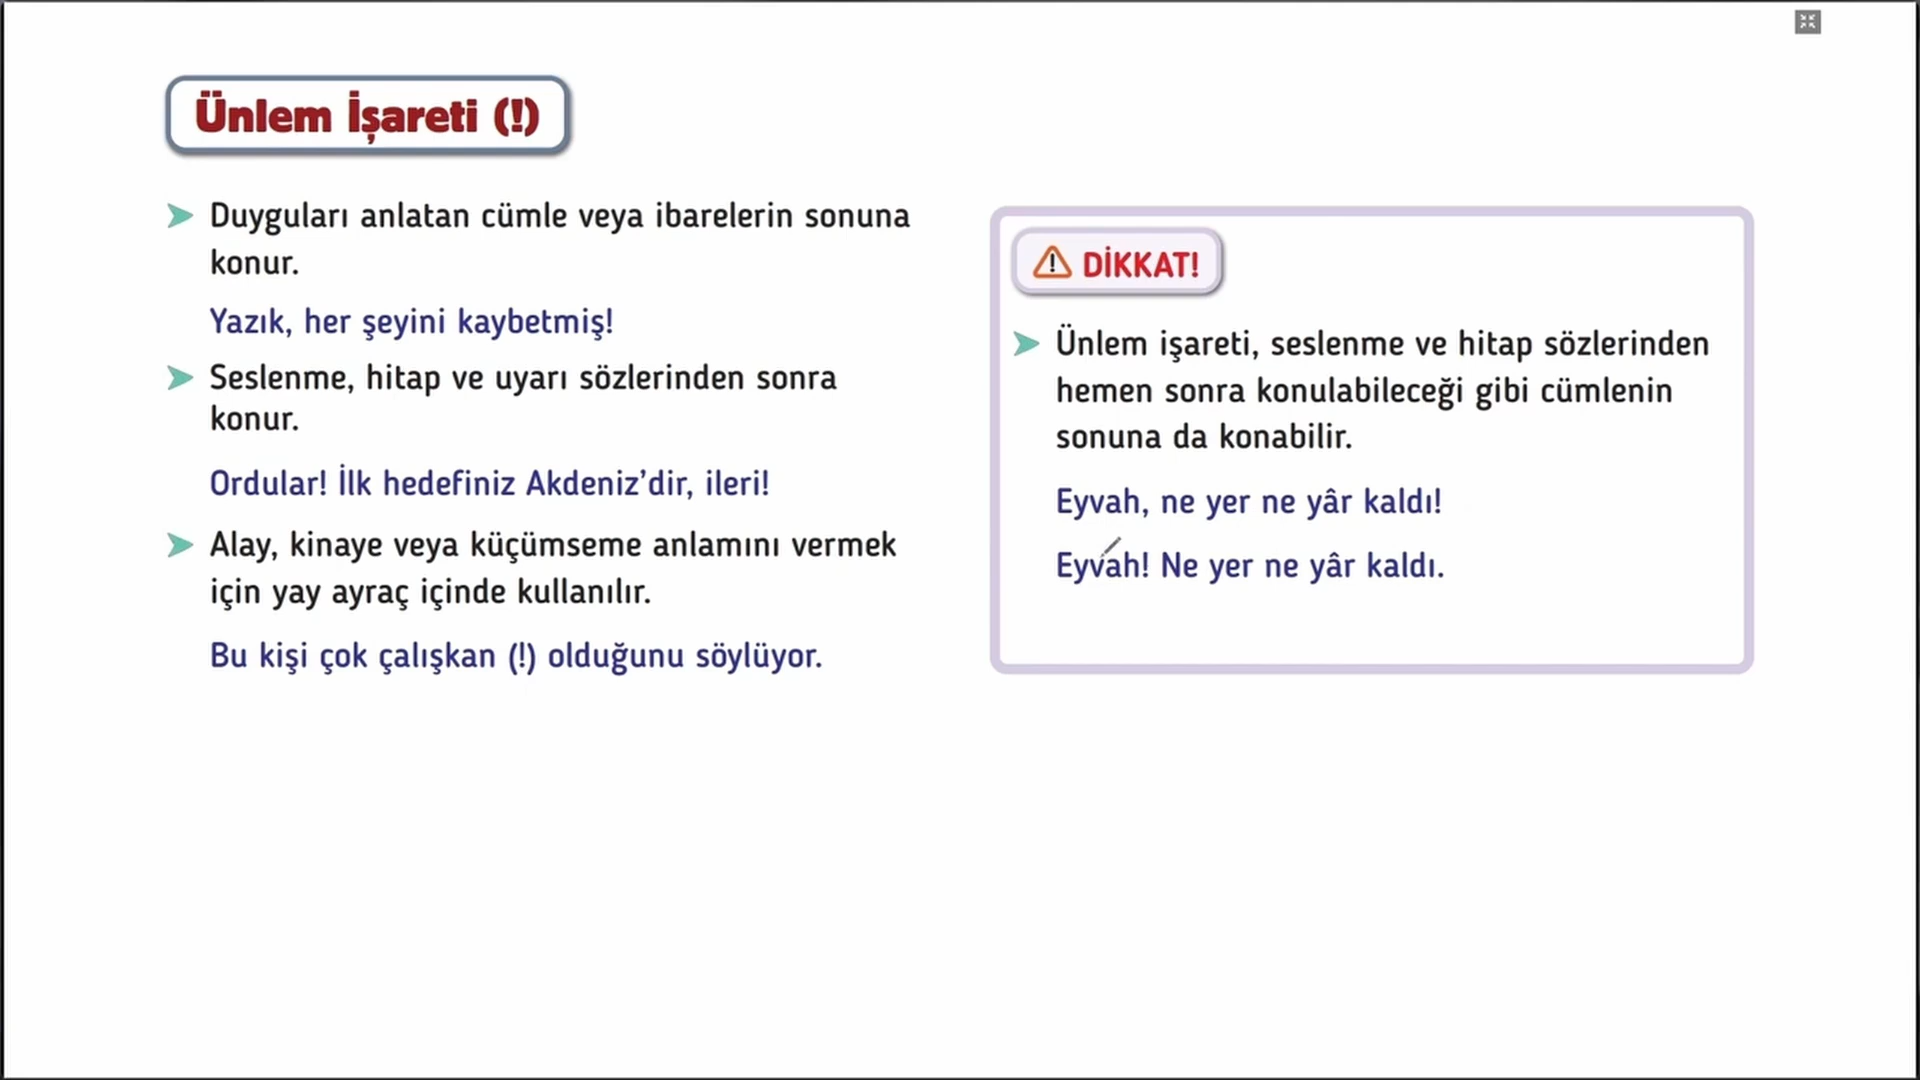 Ünlem İşareti (!)
Duyguları anlatan cümle veya ibarelerin sonuna
konur.
Yazık, her şeyini kaybetmiş!
Seslenme, hitap ve uyarı sözlerinden sonra
konur.
Ordular! İlk hedefiniz Akdeniz’dir, ileri!
Alay, kinaye veya küçümseme anlamını vermek
için yay ayraç içinde kullanılır.
Bu kişi çok çalışkan (!) olduğunu söylüyor.
DİKKAT!
Ünlem işareti, seslenme ve hitap sözlerinden
hemen sonra konulabileceği gibi cümlenin
sonuna da konabilir.
Eyvah, ne yer ne yâr kaldı!
Eyvah! Ne yer ne yâr kaldı.